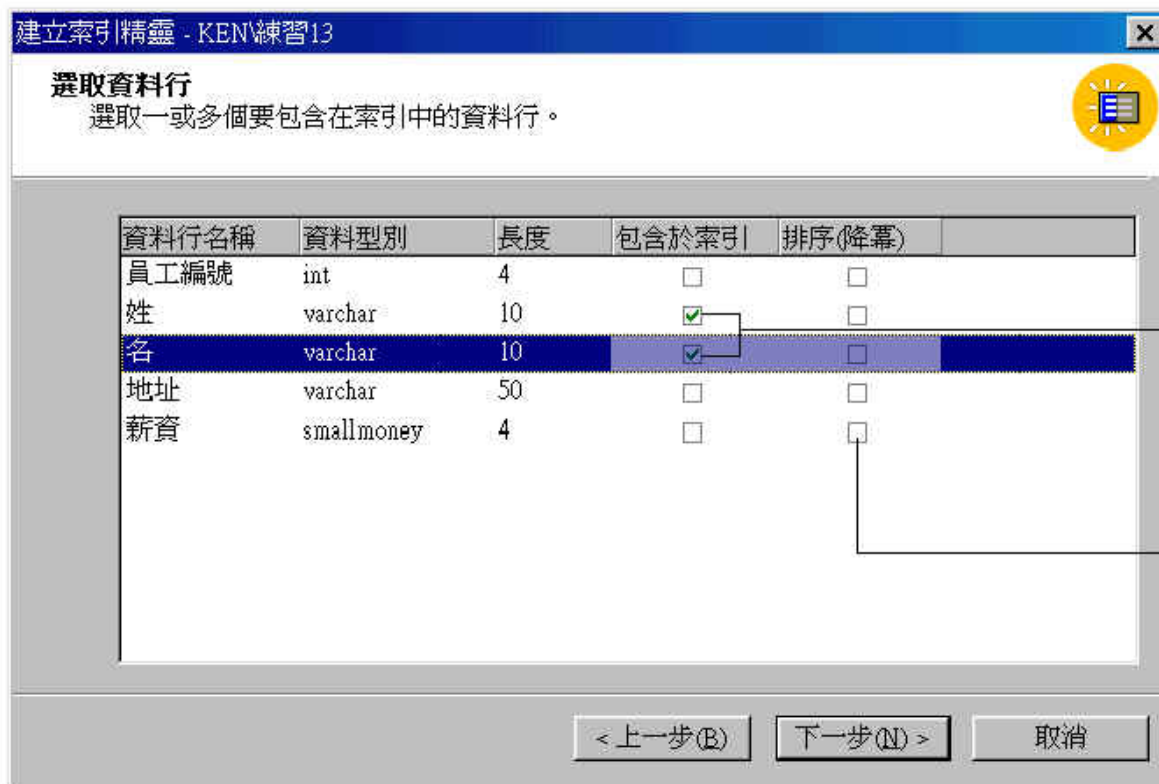 建立索引精靈 - KEN\練習13
選取資料行
選取一或多個要包含在索引中的資料行。
資料行名稱 資料型別 長度 包含於索引 排序(降冪)
員工編號 int 4
姓 varchar 10
名 varchar 10
地址 varchar 50
薪資 smallmoney 4
<上一步(B) 下一步(N)> 取消